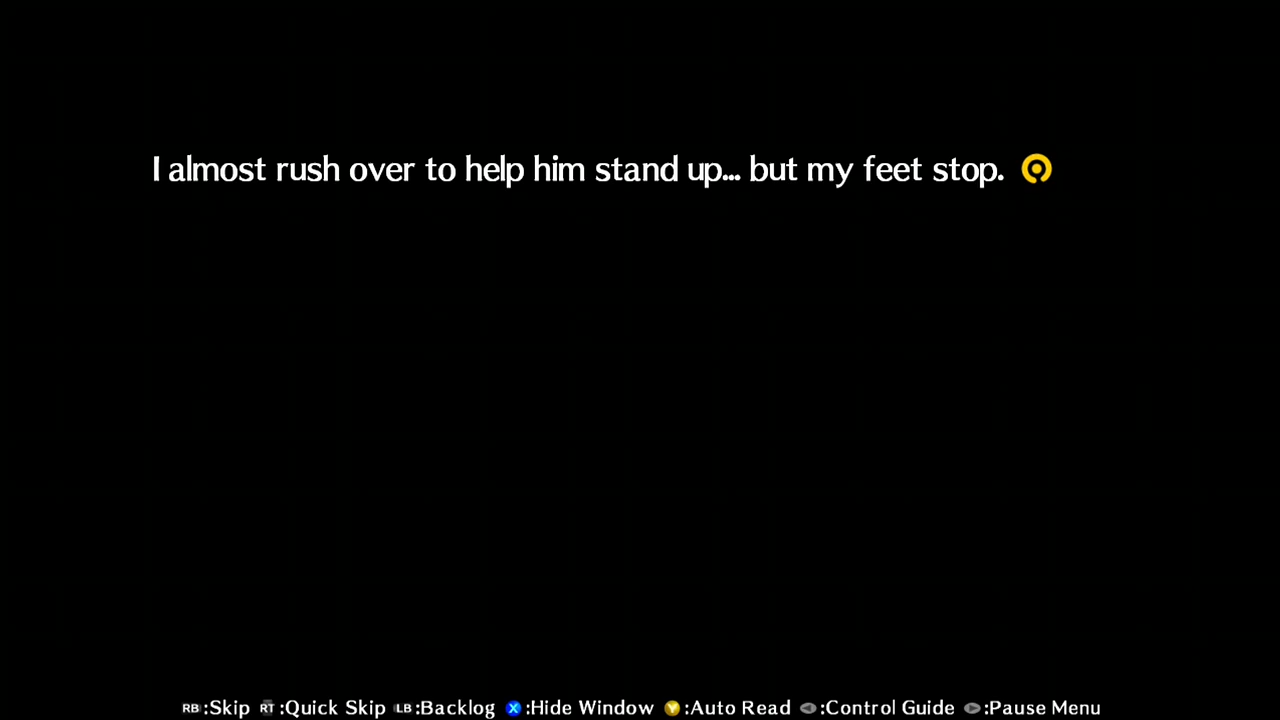 I almost rush over to help him stand up... but my feet stop.
RB:Skip RT:Quick Skip LB:Backlog X:Hide Window Y:Auto Read :Control Guide :Pause Menu